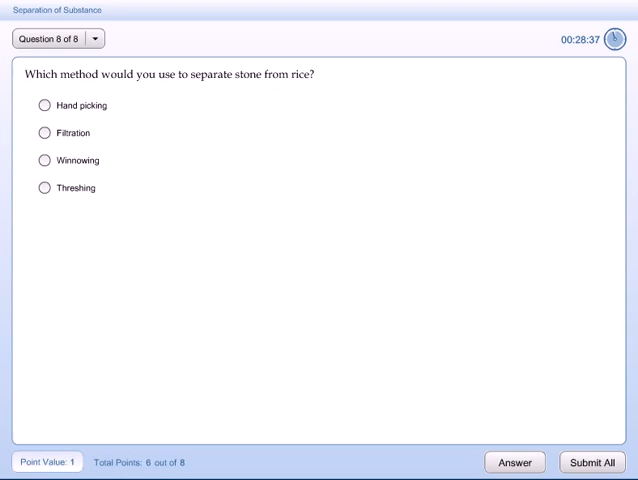 Separation of Substance
Question 8 of 8
00:28:37
Which method would you use to separate stone from rice?
Hand picking
Filtration
Winnowing
Threshing
Point Value: 1
Total Points: 6 out of 8
Answer
Submit All